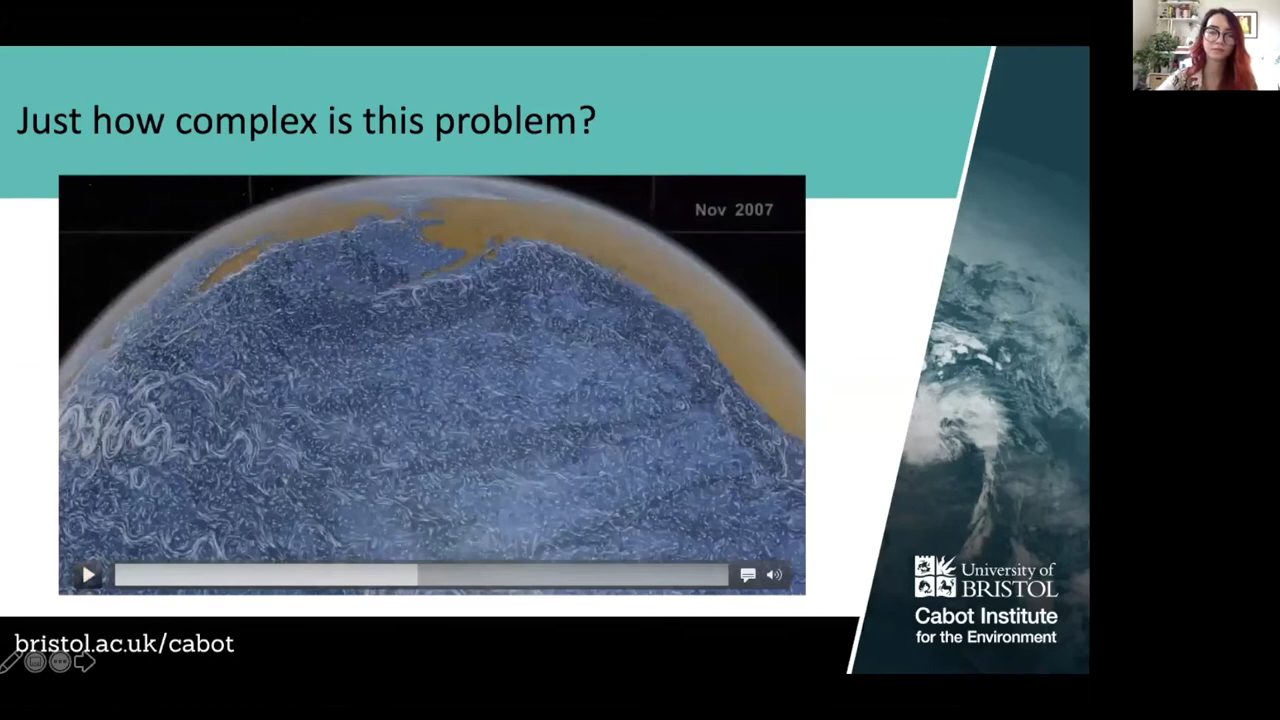 Just how complex is this problem?
Nov 2007
University of
BRISTOL
Cabot Institute
for the Environment
bristol.ac.uk/cabot